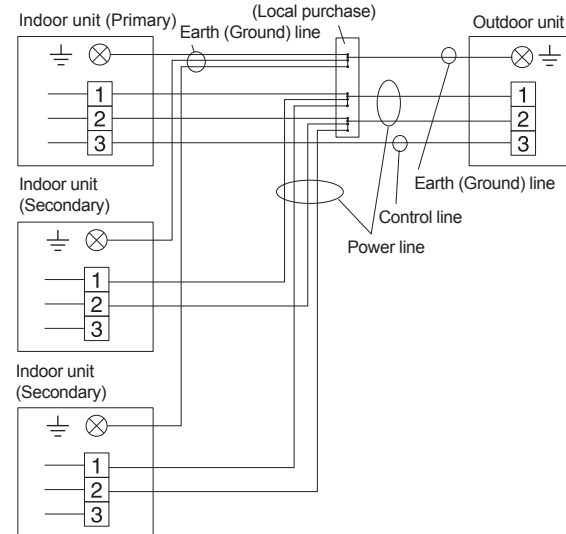 Indoor unit (Primary)
(Local purchase)
Earth (Ground) line
Outdoor unit
1
2
3
1
2
3
Indoor unit
(Secondary)
Earth (Ground) line
Control line
Power line
1
2
3
Indoor unit
(Secondary)
1
2
3